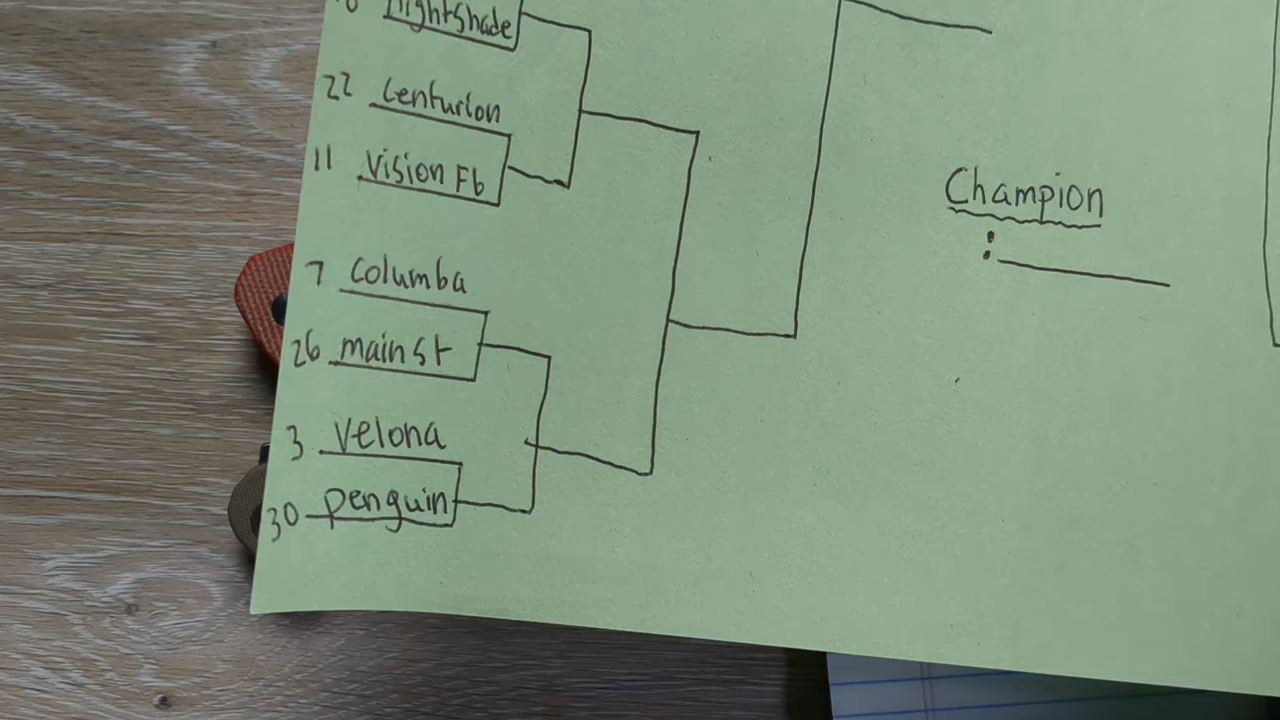 Nightshade
22 Centurion
11 Vision Fb
7 Columba
26 main st
3 Velona
30 penguin
Champion
: